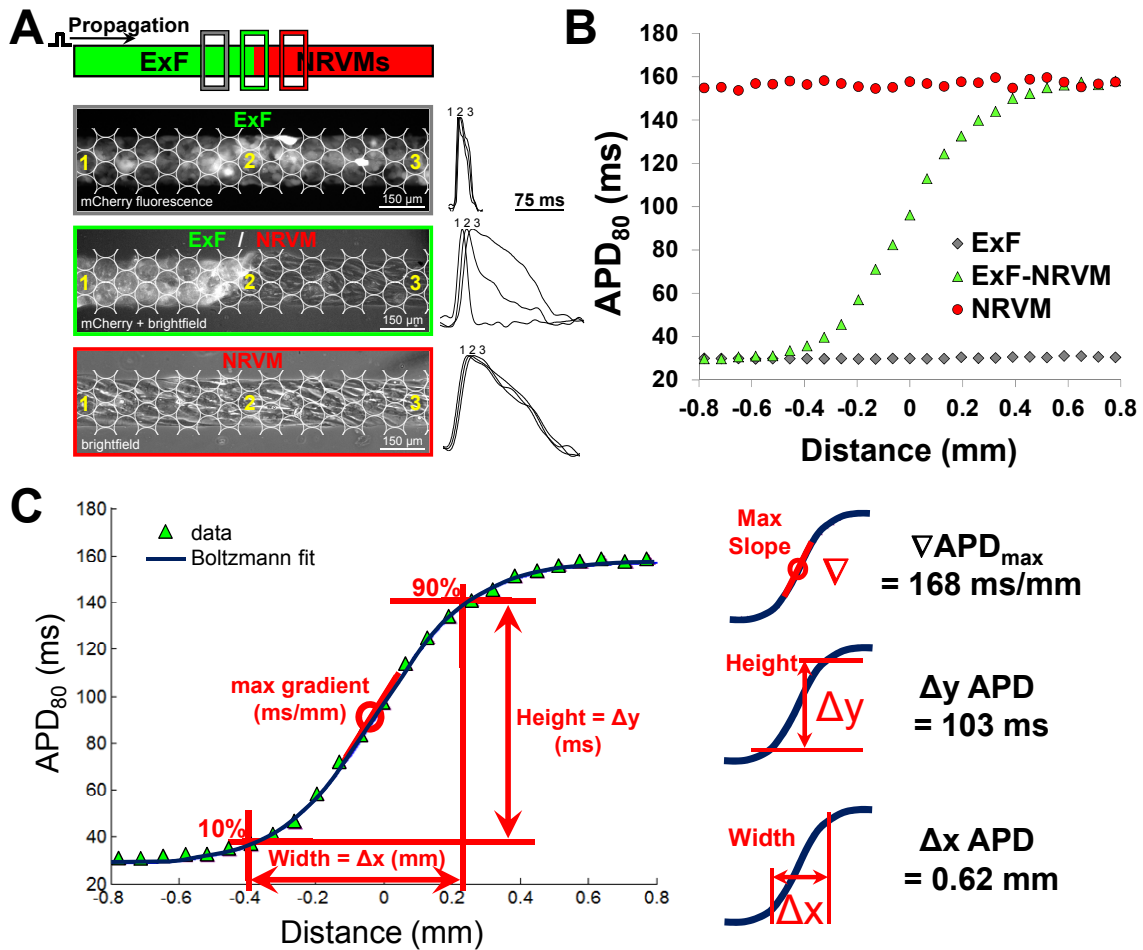 A
Propagation
ExF
NRVMs
ExF
1
2
3
mCherry fluorescence
150 µm
1 2 3
75 ms
ExF / NRVM
1
2
3
mCherry + brightfield
150 µm
1 2 3
NRVM
1
2
3
brightfield
150 µm
1 2 3
B
APD80 (ms)
180
160
140
120
100
80
60
40
20
-0.8 -0.6 -0.4 -0.2 0 0.2 0.4 0.6 0.8
Distance (mm)
ExF
ExF-NRVM
NRVM
C
APD80 (ms)
180
160
140
120
100
80
60
40
20
-0.8 -0.6 -0.4 -0.2 0 0.2 0.4 0.6 0.8
Distance (mm)
data
Boltzmann fit
90%
max gradient
(ms/mm)
Height = Δy
(ms)
10%
Width = Δx (mm)
Max
Slope
∇
∇APDmax
= 168 ms/mm
Height
Δy
Δy APD
= 103 ms
Width
Δx
Δx APD
= 0.62 mm